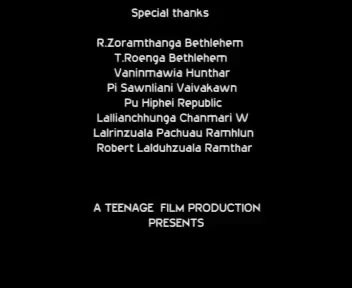 Special thanks
R.Zoramthanga Bethlehem
T.Roenga Bethlehem
Vaninmawia Hunthar
Pi Sawnliani Vaivakawn
Pu Hiphei Republic
Lallianchhunga Chanmari W
Lalrinzuala Pachuau Ramhlun
Robert Lalduhzuala Ramthar
A TEENAGE FILM PRODUCTION
PRESENTS